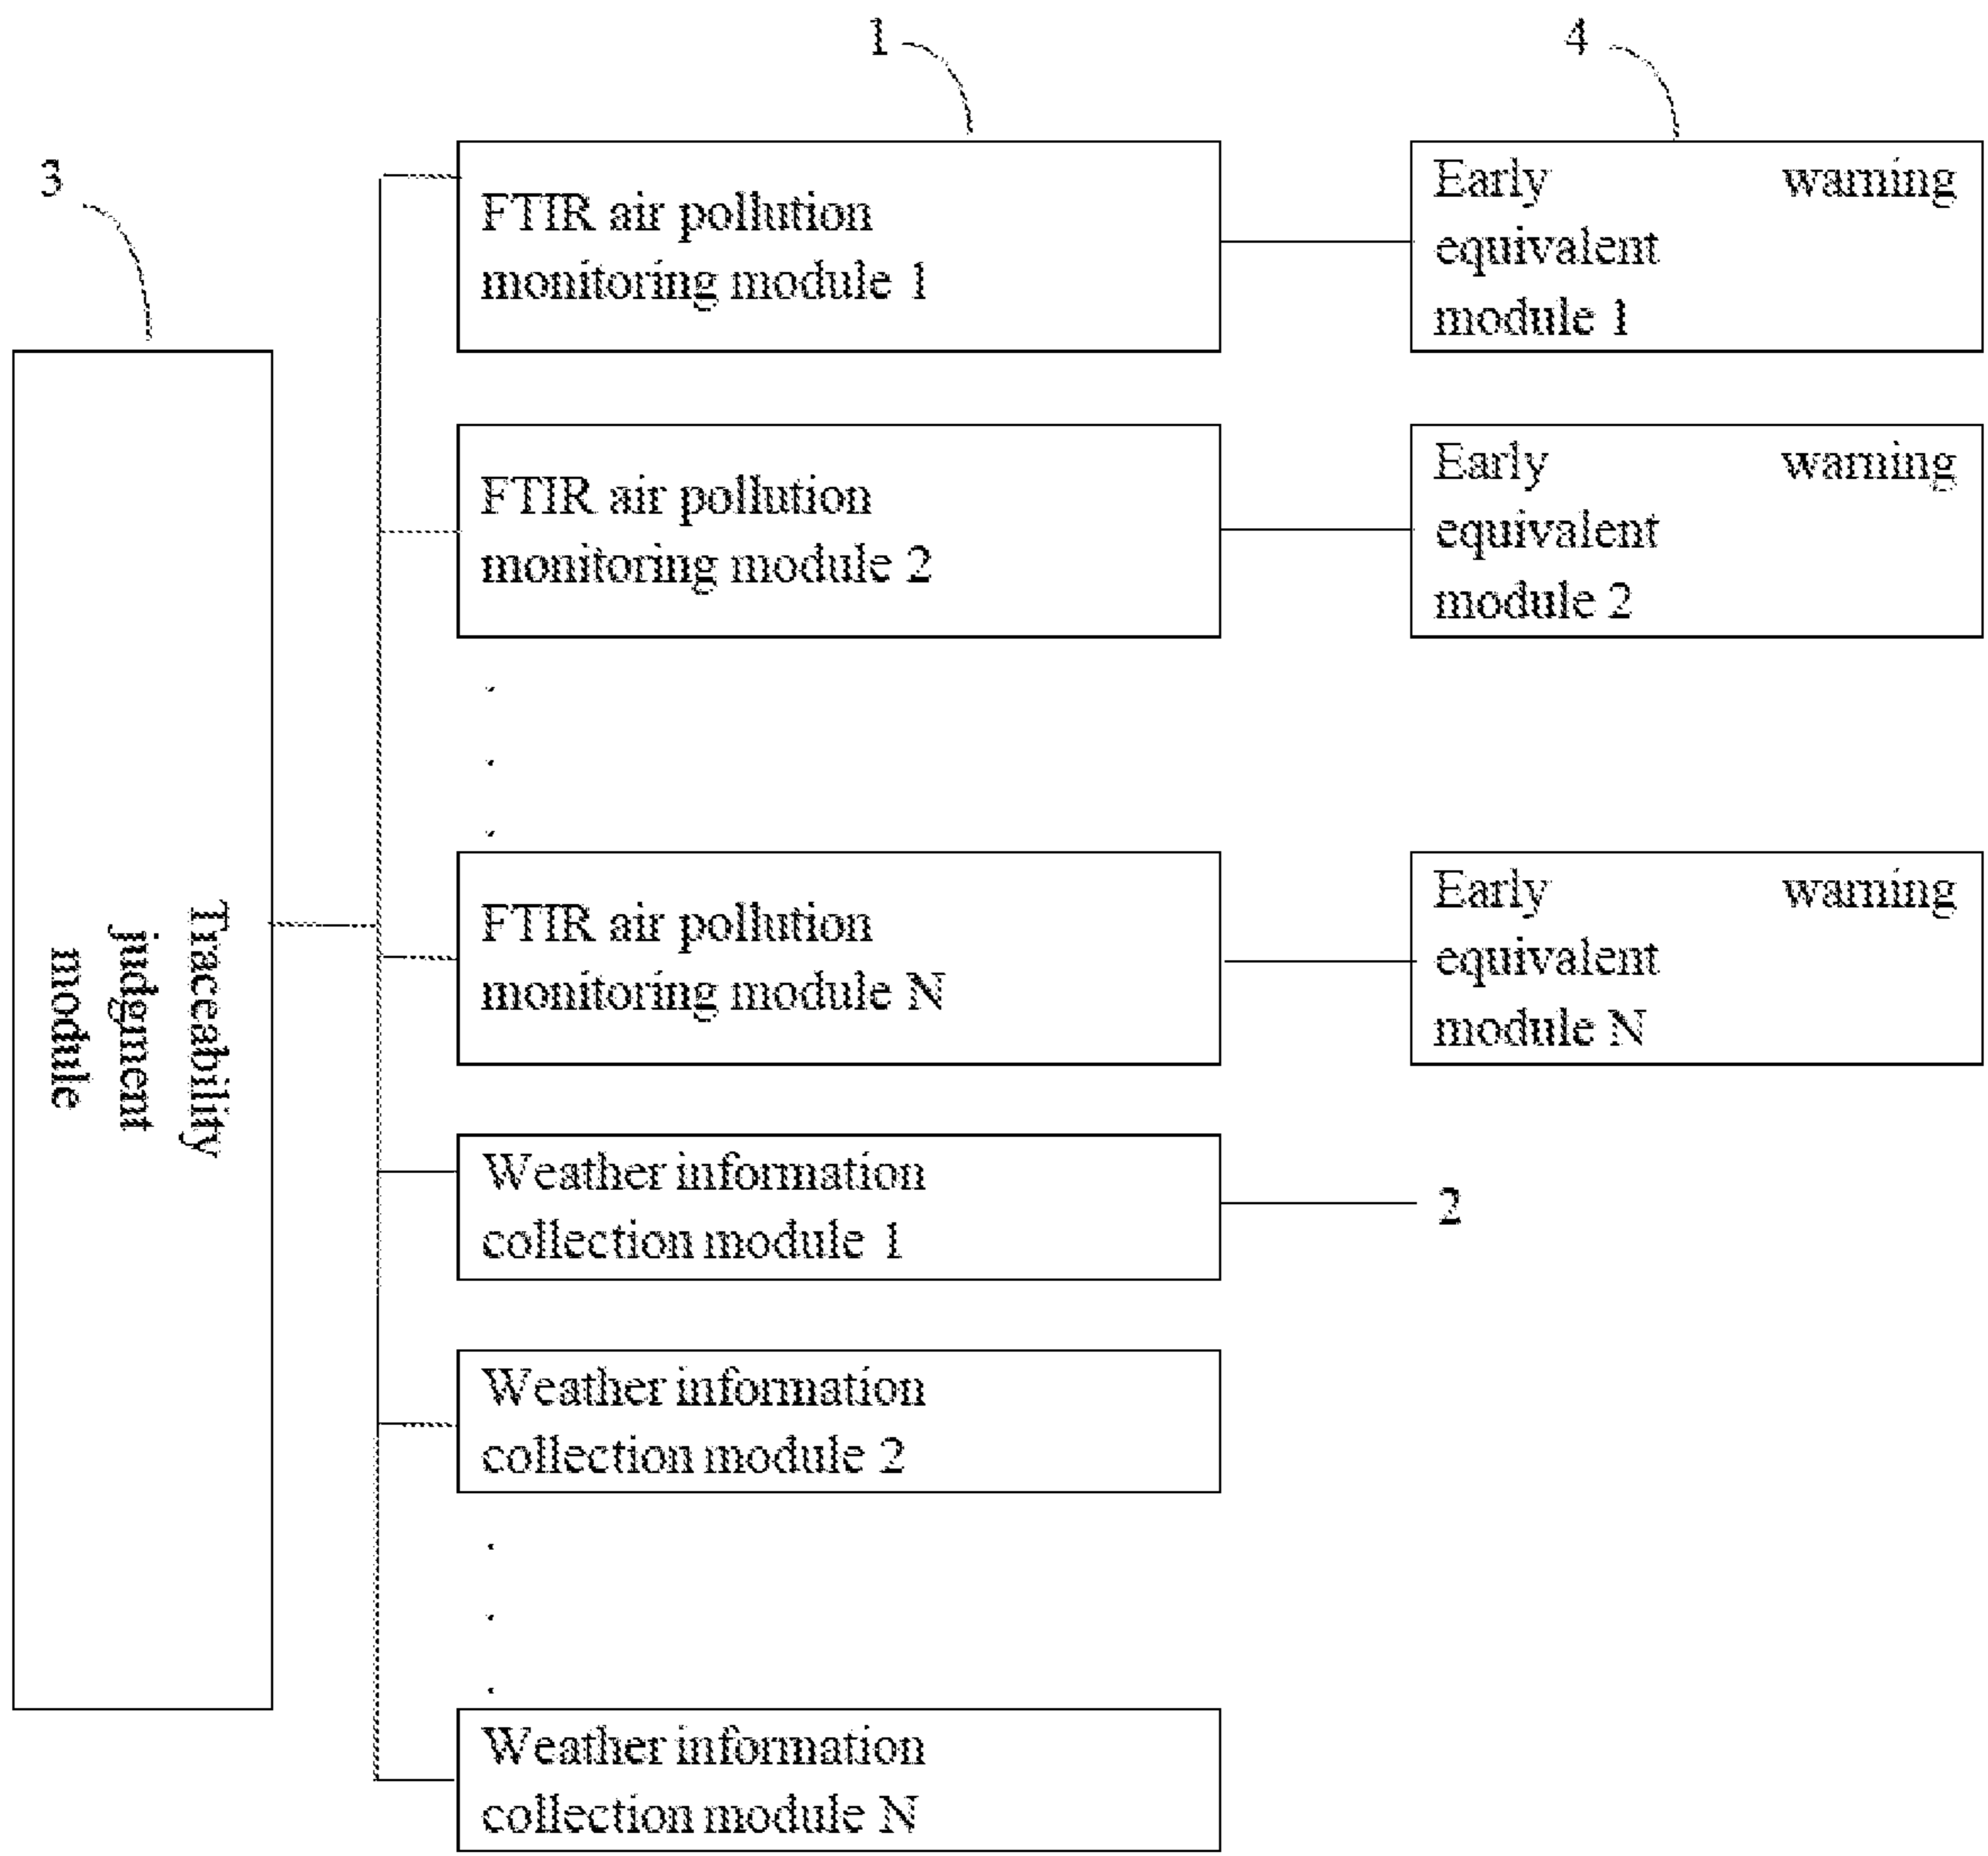 1
4
3
FTIR air pollution
monitoring module 1
Early warning
equivalent
module 1
FTIR air pollution
monitoring module 2
Early warning
equivalent
module 2
FTIR air pollution
monitoring module N
Early warning
equivalent
module N
Traceability
judgment
module
Weather information
collection module 1
2
Weather information
collection module 2
Weather information
collection module N